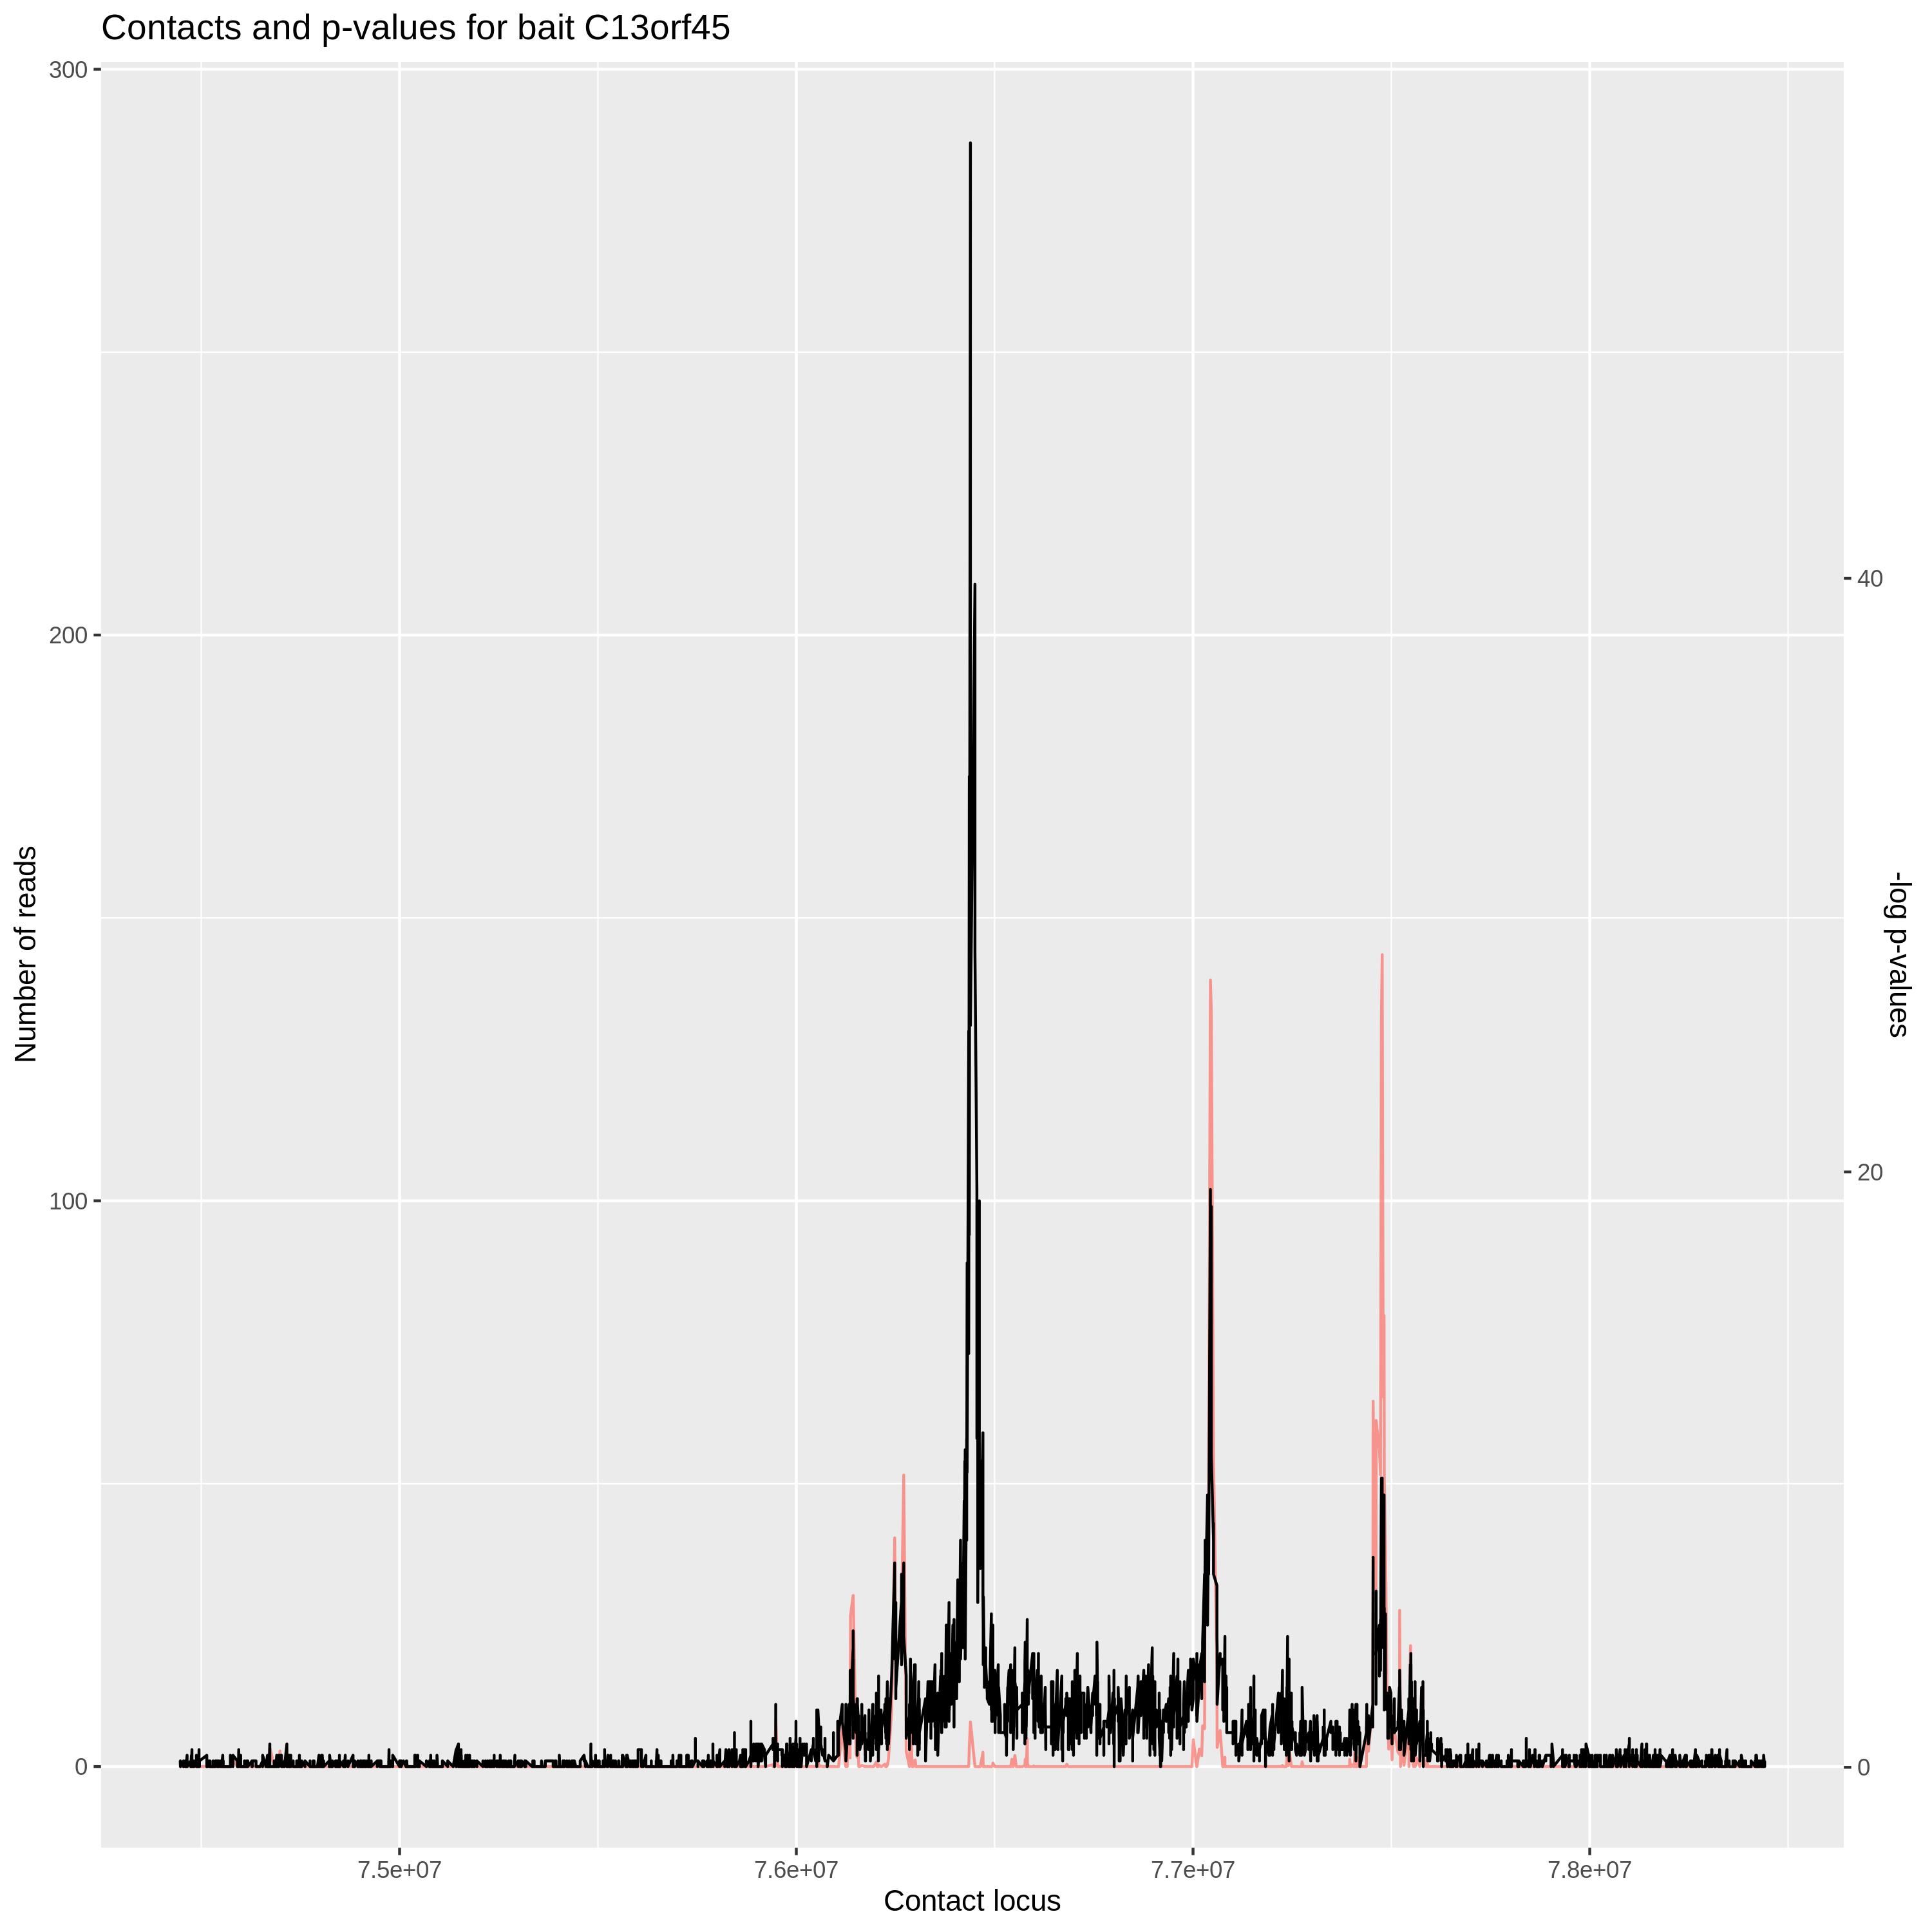 Contacts and p-values for bait C13orf45
300
200
100
0
Number of reads
40
20
0
-log p-values
7.5e+07
7.6e+07
7.7e+07
7.8e+07
Contact locus